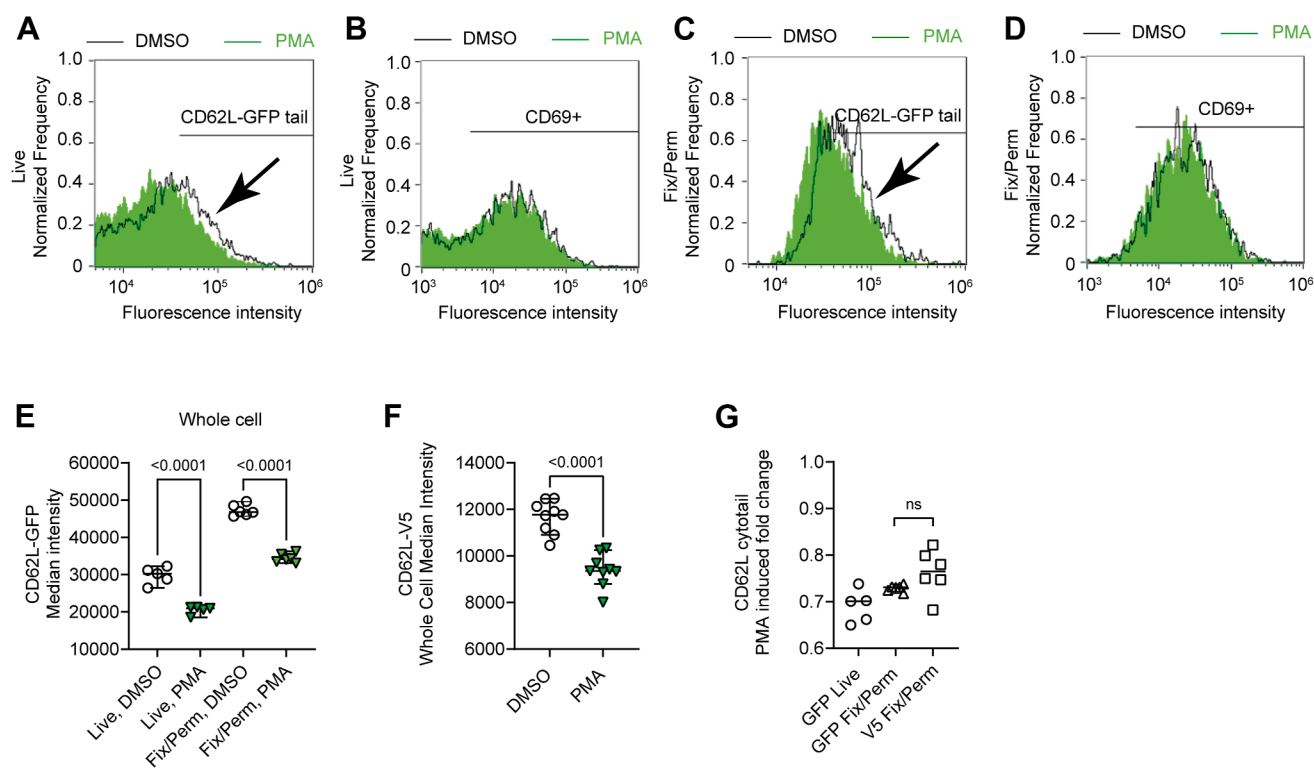 A
DMSO
PMA
Live
Normalized Frequency
1.0
0.8
0.6
0.4
0.2
0
CD62L-GFP tail
10⁴
10⁵
10⁶
Fluorescence intensity
B
DMSO
PMA
Live
Normalized Frequency
1.0
0.8
0.6
0.4
0.2
0
CD69+
10³
10⁴
10⁵
10⁶
Fluorescence intensity
C
DMSO
PMA
Fix/Perm
Normalized Frequency
1.0
0.8
0.6
0.4
0.2
0
CD62L-GFP tail
10⁴
10⁵
10⁶
Fluorescence intensity
D
DMSO
PMA
Fix/Perm
Normalized Frequency
1.0
0.8
0.6
0.4
0.2
0
CD69+
10³
10⁴
10⁵
10⁶
Fluorescence intensity
E
Whole cell
CD62L-GFP
Median intensity
60000
50000
40000
30000
20000
10000
<0.0001
<0.0001
Live, DMSO
Live, PMA
Fix/Perm, DMSO
Fix/Perm, PMA
F
CD62L-V5
Whole Cell Median Intensity
14000
12000
10000
8000
6000
<0.0001
DMSO
PMA
G
CD62L cytotail
PMA induced fold change
1.0
0.9
0.8
0.7
0.6
ns
GFP Live
GFP Fix/Perm
V5 Fix/Perm